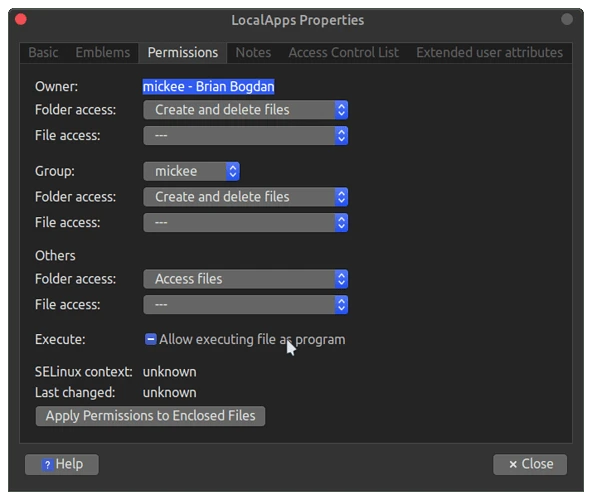 LocalApps Properties
Basic Emblems Permissions Notes Access Control List Extended user attributes
Owner: mickee - Brian Bogdan
Folder access: Create and delete files
File access: ---
Group: mickee
Folder access: Create and delete files
File access: ---
Others
Folder access: Access files
File access: ---
Execute: Allow executing file as program
SELinux context: unknown
Last changed: unknown
Apply Permissions to Enclosed Files
? Help × Close